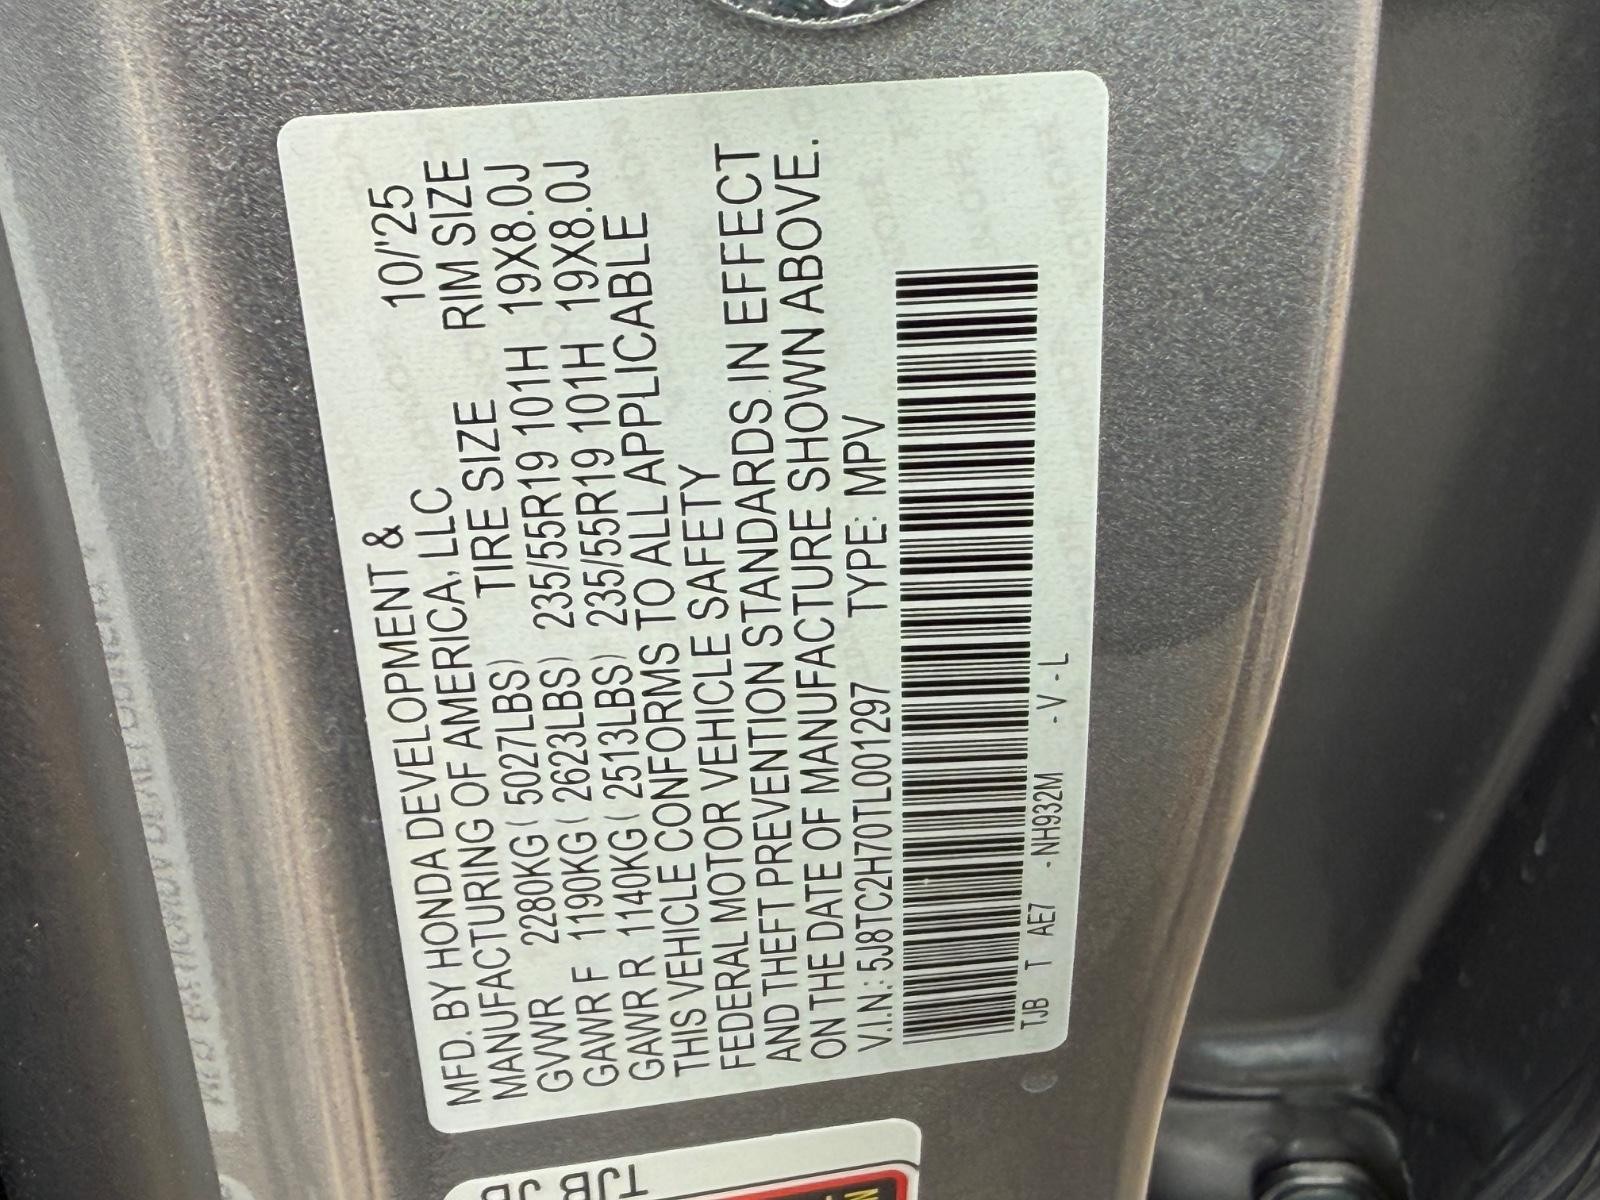 MFD. BY HONDA DEVELOPMENT & 10/'25
MANUFACTURING OF AMERICA, LLC
TIRE SIZE RIM SIZE
GVWR 2280KG ( 5027LBS) 235/55R19 101H 19X8.0J
GAWR F 1190KG ( 2623LBS) 235/55R19 101H 19X8.0J
GAWR R 1140KG ( 2513LBS)
THIS VEHICLE CONFORMS TO ALL APPLICABLE
FEDERAL MOTOR VEHICLE SAFETY
AND THEFT PREVENTION STANDARDS IN EFFECT
ON THE DATE OF MANUFACTURE SHOWN ABOVE.
V.I.N.: 5J8TC2H70TL001297 TYPE: MPV
TJB T AE7 -NH932M -V-L